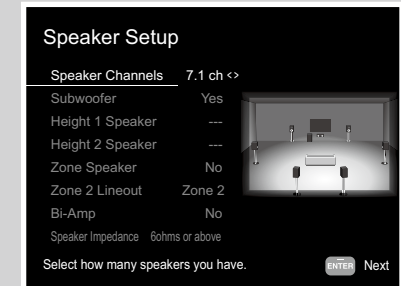 Speaker Setup
Speaker Channels 7.1 ch <>
Subwoofer Yes
Height 1 Speaker ---
Height 2 Speaker ---
Zone Speaker No
Zone 2 Lineout Zone 2
Bi-Amp No
Speaker Impedance 6ohms or above
Select how many speakers you have. ENTER Next